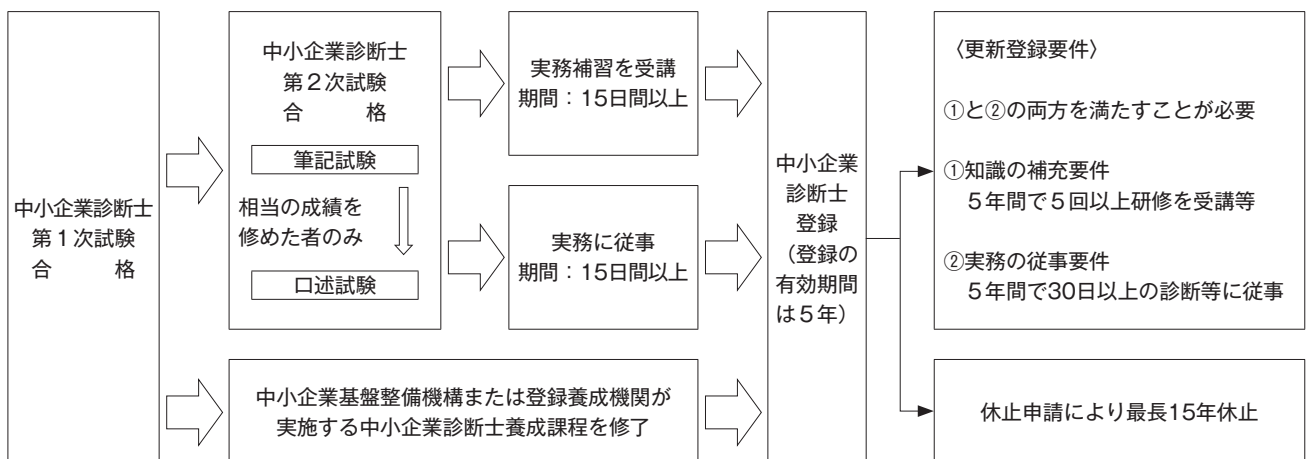 中小企業診断士
第1次試験
合　　格
中小企業診断士
第2次試験
合　　格
筆記試験
相当の成績を
修めた者のみ
口述試験
実務補習を受講
期間：15日間以上
実務に従事
期間：15日間以上
中小企業基盤整備機構または登録養成機関が
実施する中小企業診断士養成課程を修了
中小企業
診断士
登録
（登録の
有効期間
は5年）
〈更新登録要件〉
①と②の両方を満たすことが必要
①知識の補充要件
5年間で5回以上研修を受講等
②実務の従事要件
5年間で30日以上の診断等に従事
休止申請により最長15年休止